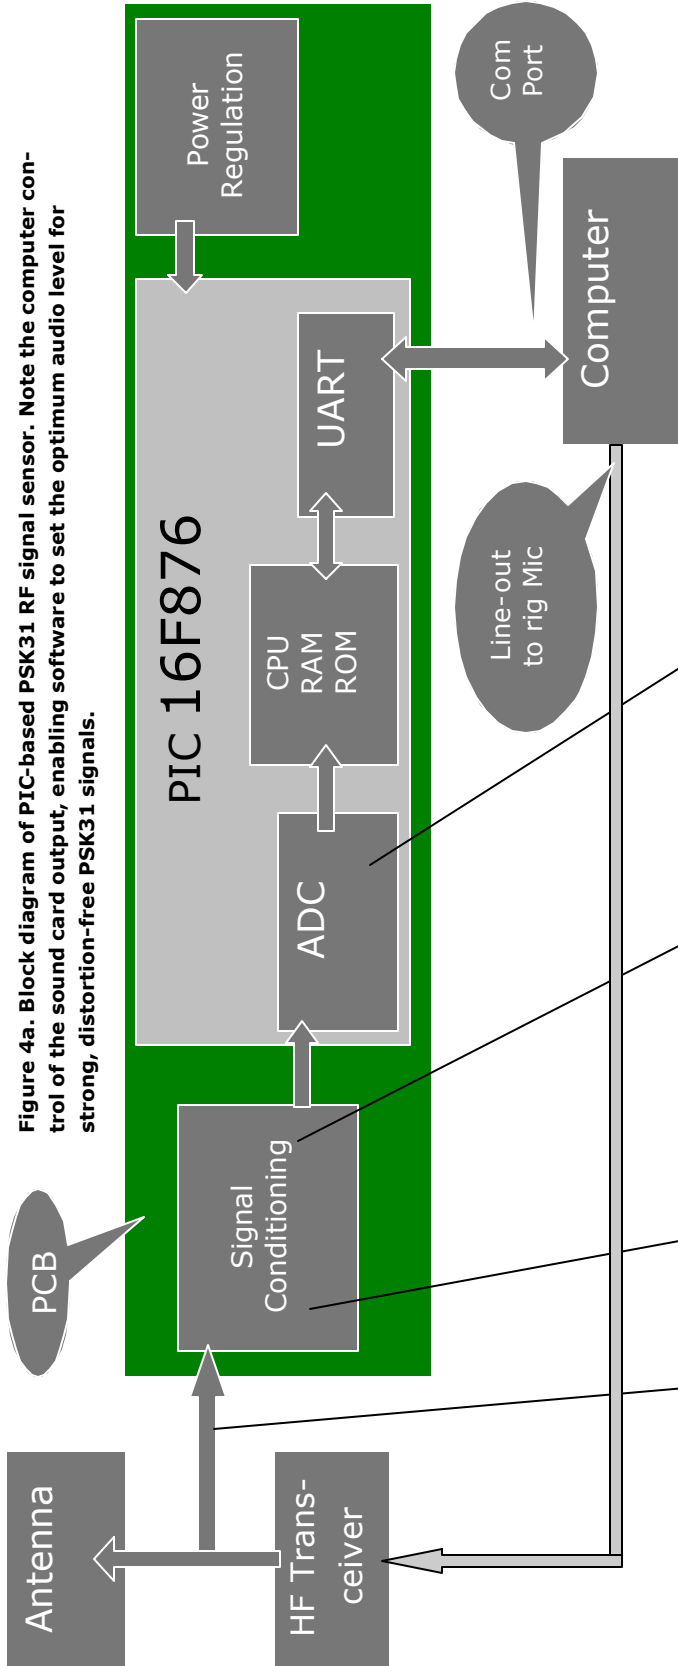 Figure 4a. Block diagram of PIC-based PSK31 RF signal sensor. Note the computer con-
trol of the sound card output, enabling software to set the optimum audio level for
strong, distortion-free PSK31 signals.
PCB
Antenna
HF Trans-
ceiver
Signal
Conditioning
PIC 16F876
ADC
CPU
RAM
ROM
UART
Power
Regulation
Com
Port
Computer
Line-out
to rig Mic